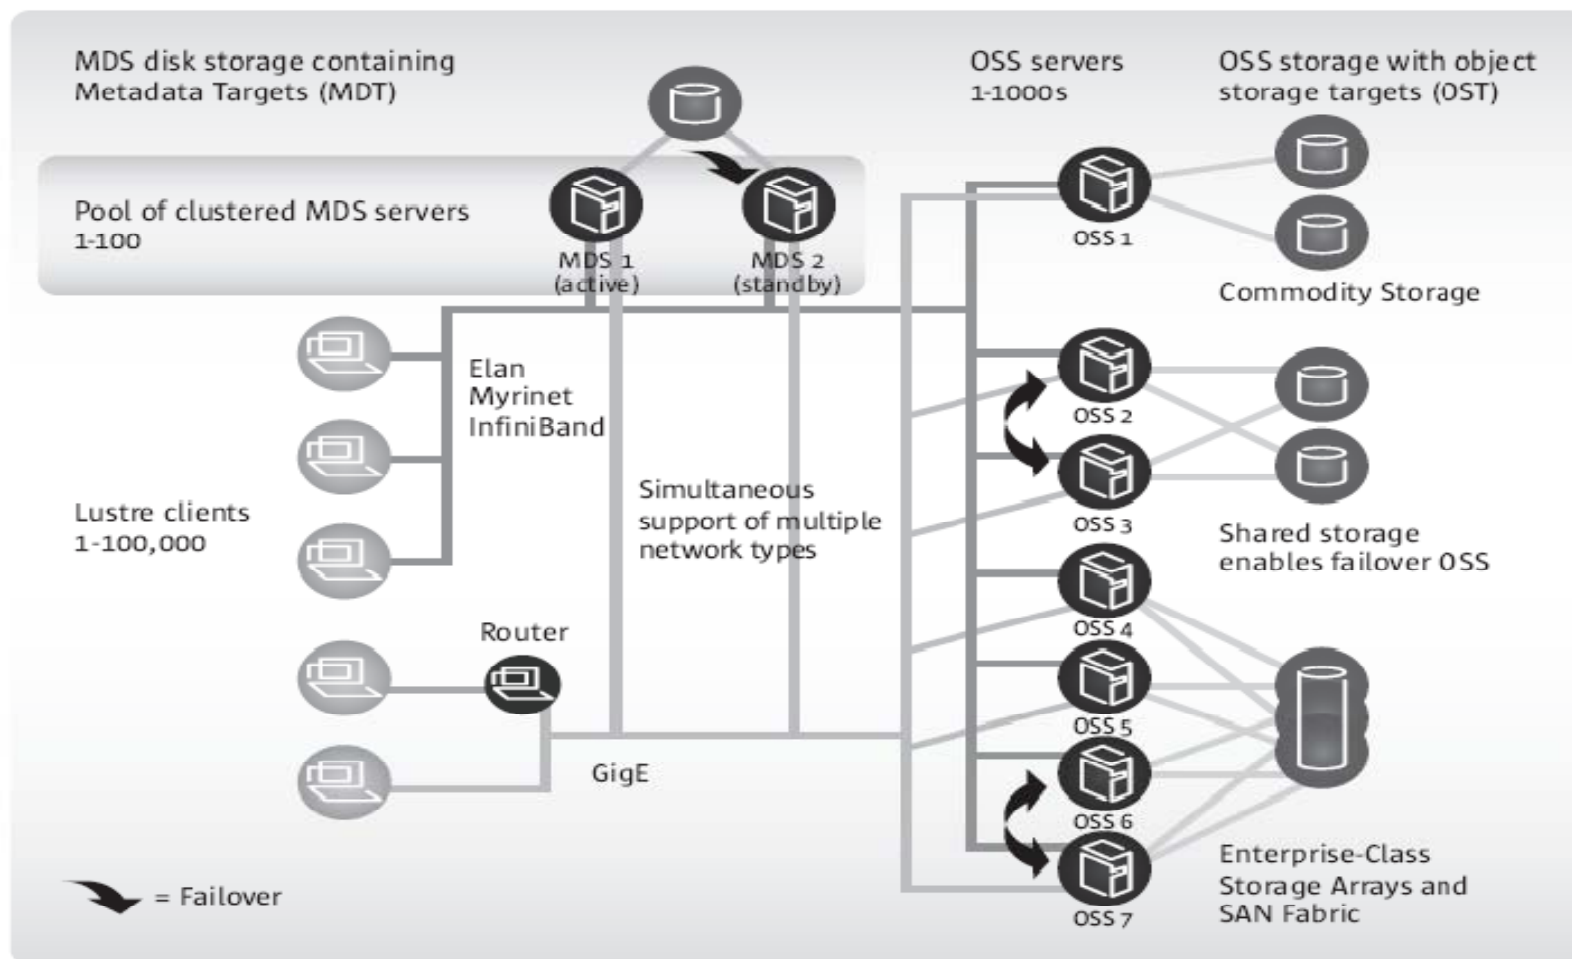 MDS disk storage containing
Metadata Targets (MDT)
OSS servers
1-1000s
OSS storage with object
storage targets (OST)
Pool of clustered MDS servers
1-100
MDS 1
(active)
MDS 2
(standby)
OSS 1
Commodity Storage
Elan
Myrinet
InfiniBand
OSS 2
OSS 3
Lustre clients
1-100,000
Simultaneous
support of multiple
network types
Shared storage
enables failover OSS
Router
OSS 4
OSS 5
GigE
OSS 6
OSS 7
Enterprise-Class
Storage Arrays and
SAN Fabric
= Failover